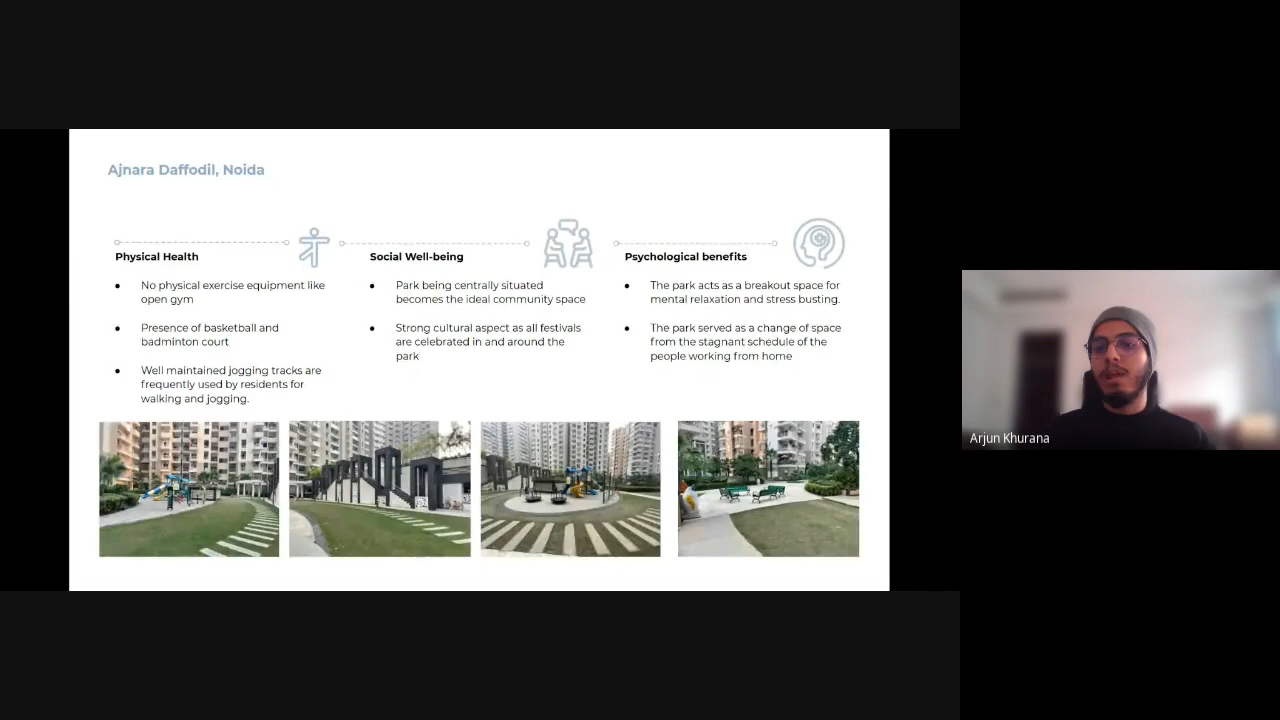 Ajnara Daffodil, Noida
Physical Health
No physical exercise equipment like
open gym
Presence of basketball and
badminton court
Well maintained jogging tracks are
frequently used by residents for
walking and jogging.
Social Well-being
Park being centrally situated
becomes the ideal community space
Strong cultural aspect as all festivals
are celebrated in and around the
park
Psychological benefits
The park acts as a breakout space for
mental relaxation and stress busting.
The park served as a change of space
from the stagnant schedule of the
people working from home
Arjun Khurana